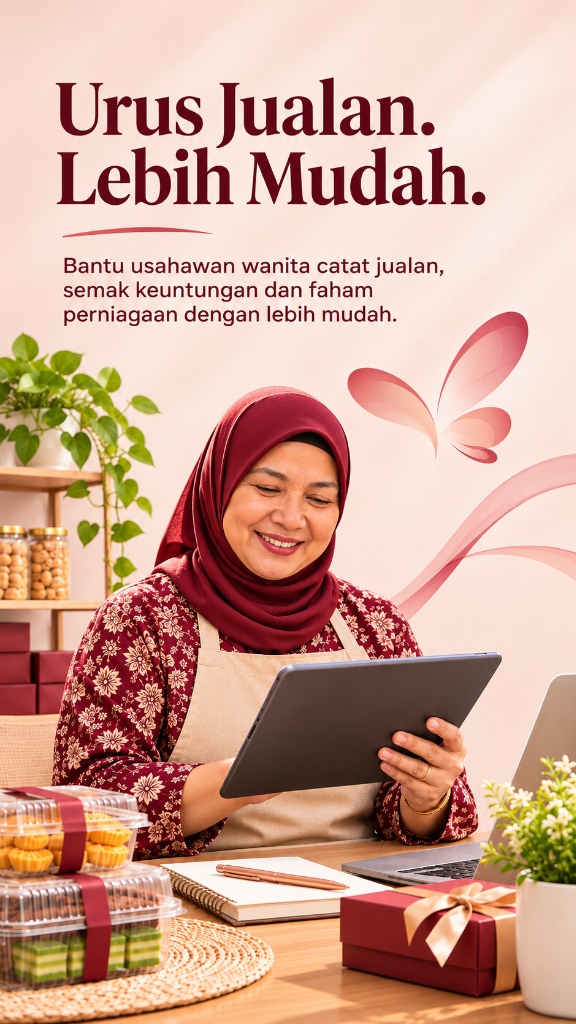 Urus Jualan.
Lebih Mudah.
Bantu usahawan wanita catat jualan,
semak keuntungan dan faham
perniagaan dengan lebih mudah.